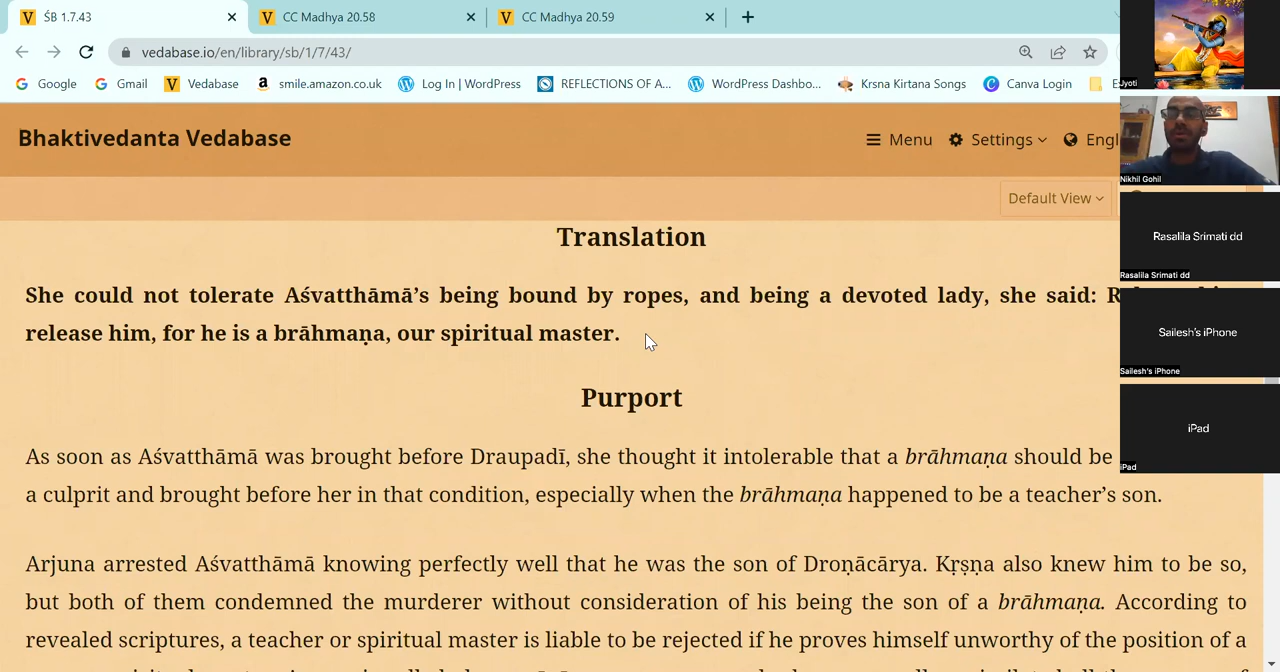 ŚB 1.7.43
CC Madhya 20.58
CC Madhya 20.59
vedabase.io/en/library/sb/1/7/43/
Google Gmail Vedabase smile.amazon.co.uk Log In | WordPress REFLECTIONS OF A... WordPress Dashbo... Krsna Kirtana Songs Canva Login
Bhaktivedanta Vedabase
Menu Settings Engl
Default View
Translation
She could not tolerate Aśvatthāmā’s being bound by ropes, and being a devoted lady, she said:
release him, for he is a brāhmaṇa, our spiritual master.
Purport
As soon as Aśvatthāmā was brought before Draupadī, she thought it intolerable that a brāhmaṇa should be
a culprit and brought before her in that condition, especially when the brāhmaṇa happened to be a teacher’s son.
Arjuna arrested Aśvatthāmā knowing perfectly well that he was the son of Droṇācārya. Kṛṣṇa also knew him to be so,
but both of them condemned the murderer without consideration of his being the son of a brāhmaṇa. According to
revealed scriptures, a teacher or spiritual master is liable to be rejected if he proves himself unworthy of the position of a
Jyoti
Nikhil Gohil
Rasalila Srimati dd
Rasalila Srimati dd
Sailesh’s iPhone
Sailesh’s iPhone
iPad
iPad